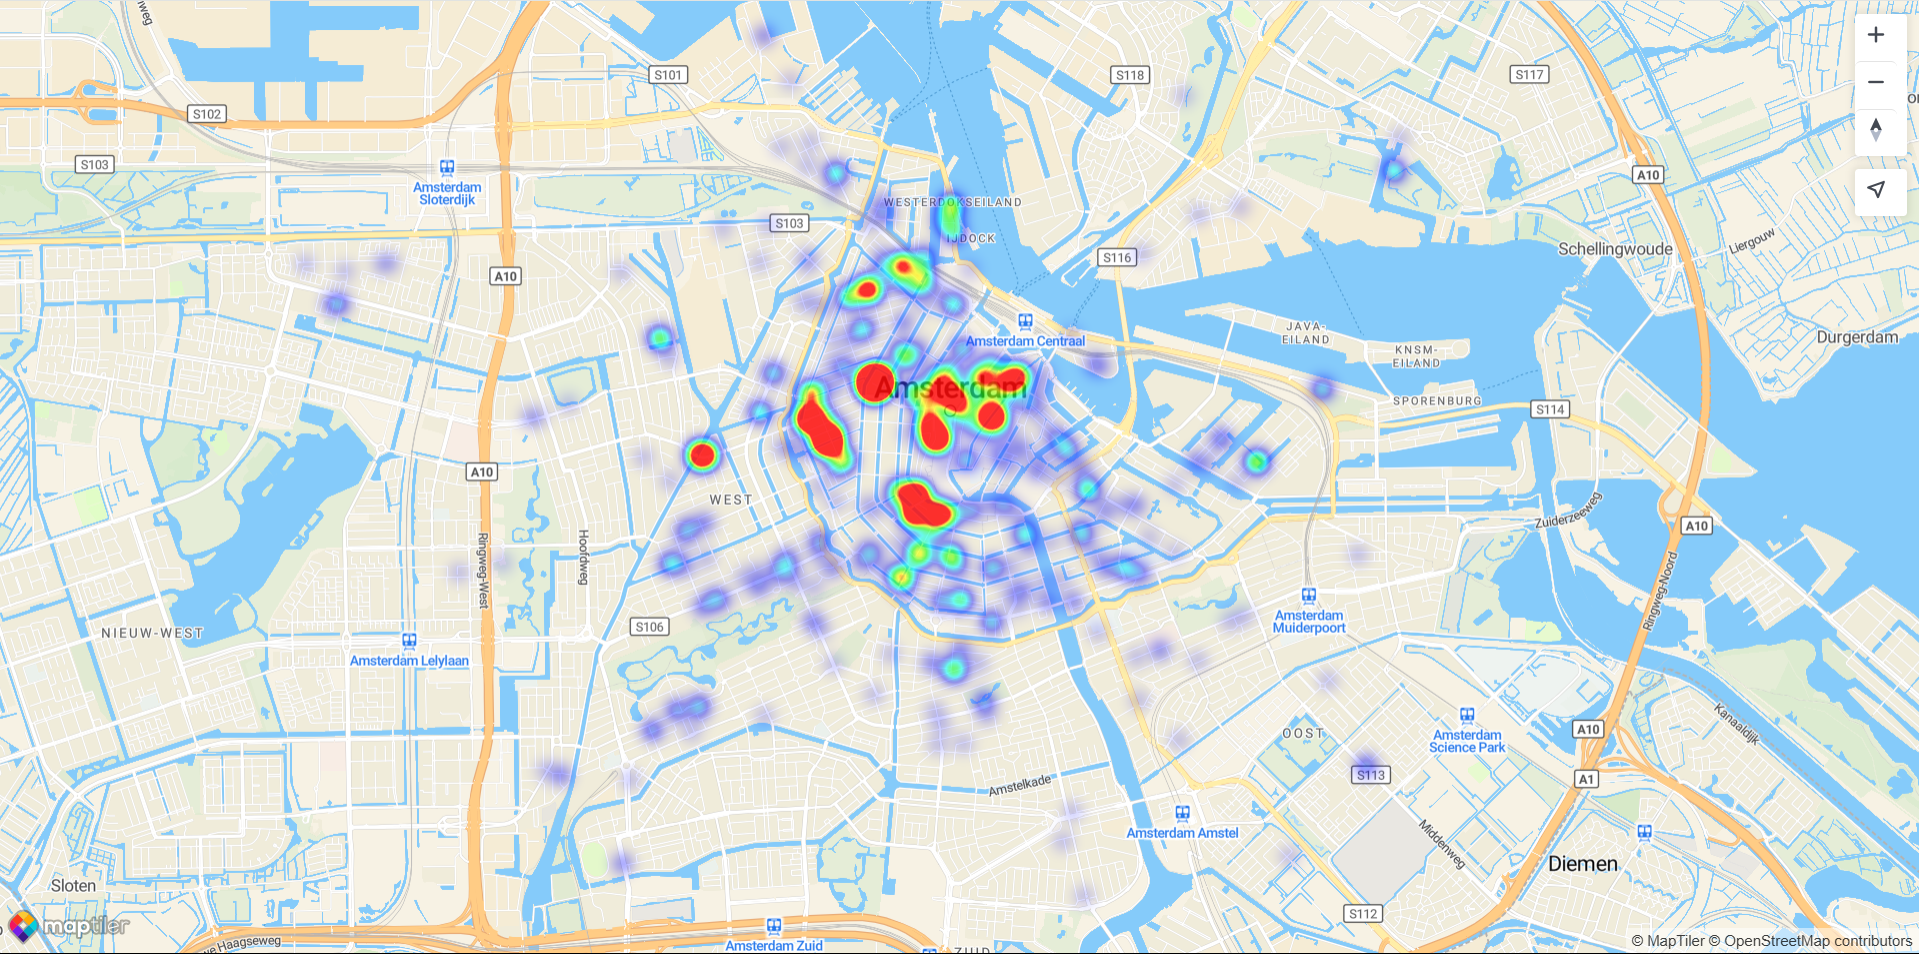 S101
S118
S117
S102
S103
Amsterdam
Sloterdijk
A10
WESTERDOKSEILAND
S103
IJDOCK
A10
S116
Schellingwoude
Liergouw
Amsterdam Centraal
JAVA-
EILAND
KNSM-
EILAND
Durgerdam
Amsterdam
SPORENBURG
S114
A10
WEST
Zuiderzeeweg
A10
Ringweg-West
Hoofdweg
Ringweg-Noord
NIEUW-WEST
S106
Amsterdam
Muiderpoort
Amsterdam Lelylaan
Kanaaldijk
OOST
Amsterdam
Science Park
A10
S113
A1
Amstelkade
Amsterdam Amstel
Middenweg
Diemen
Sloten
S112
maptiler
we Haagseweg
Amsterdam Zuid
ZUID
© MapTiler © OpenStreetMap contributors